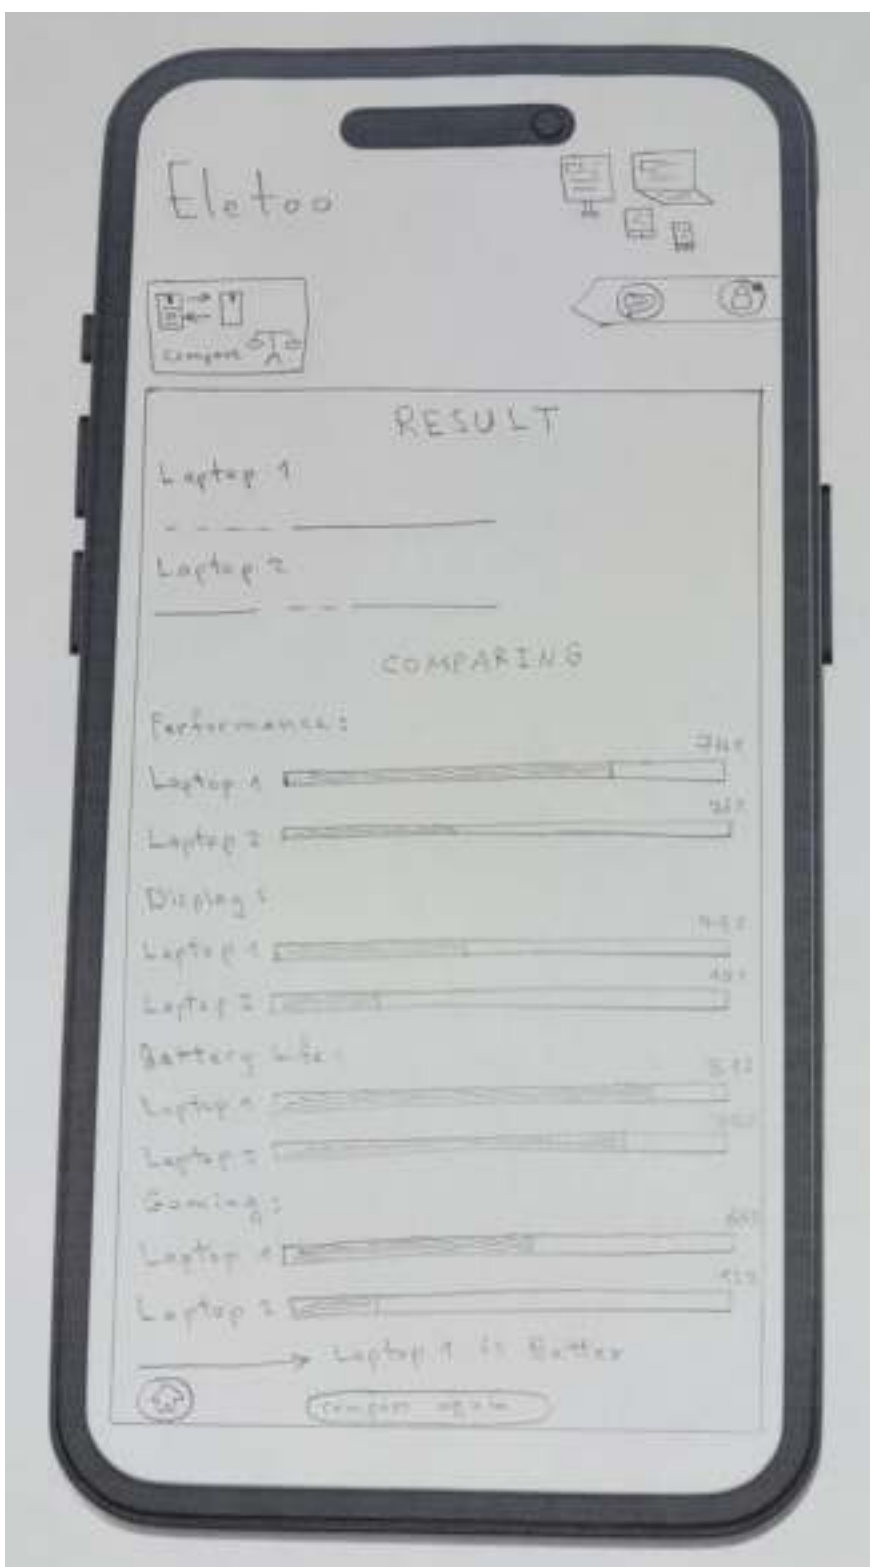 Eletoo
Compare
RESULT
Laptop 1
Laptop 2
COMPARING
Performance:
Laptop 1
Laptop 2
Display:
Laptop 1
Laptop 2
Battery Life:
Laptop 1
Laptop 2
Gaming:
Laptop 1
Laptop 2
Laptop 1 is Better
compare again